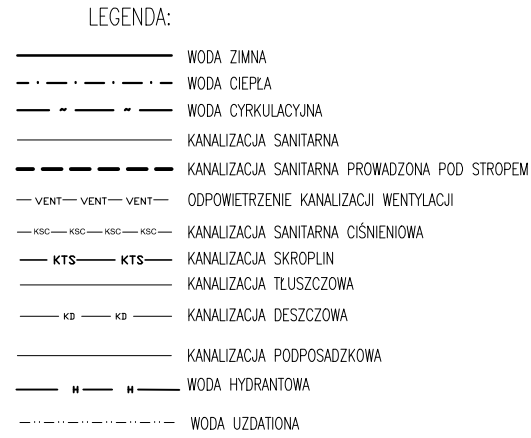 LEGENDA:
WODA ZIMNA
WODA CIEPŁA
~ ~ WODA CYRKULACYJNA
KANALIZACJA SANITARNA
KANALIZACJA SANITARNA PROWADZONA POD STROPEM
VENT VENT VENT ODPOWIETRZENIE KANALIZACJI WENTYLACJI
KSC KSC KSC KSC KANALIZACJA SANITARNA CIŚNIENIOWA
KTS KTS KANALIZACJA SKROPLIN
KANALIZACJA TŁUSZCZOWA
KD KD KANALIZACJA DESZCZOWA
KANALIZACJA PODPOSADZKOWA
H H WODA HYDRANTOWA
WODA UZDATIONA